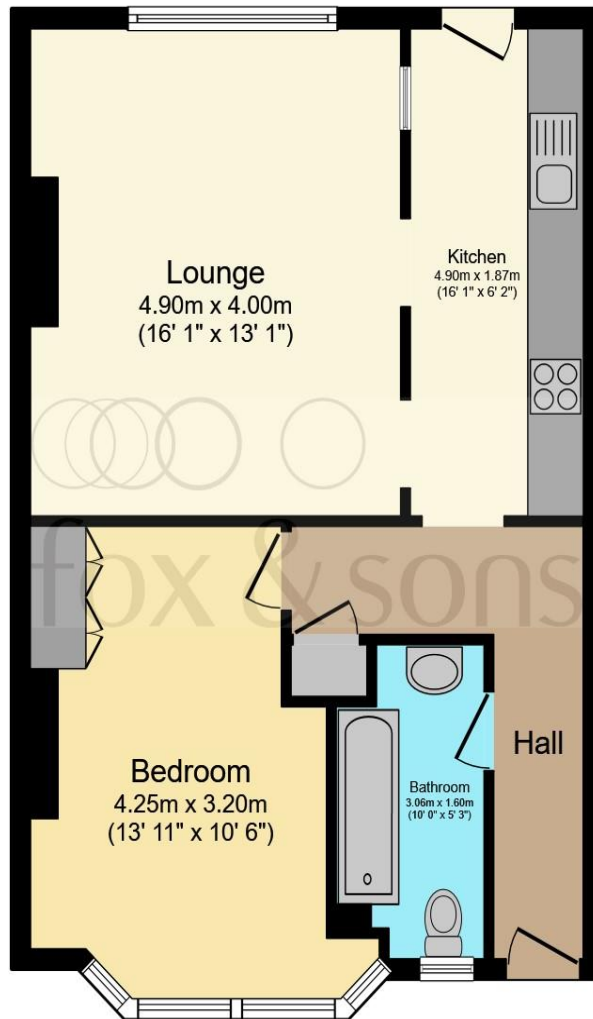 Lounge
4.90m x 4.00m
(16' 1" x 13' 1")
Kitchen
4.90m x 1.87m
(16' 1" x 6' 2")
fox & sons
Hall
Bedroom
4.25m x 3.20m
(13' 11" x 10' 6")
Bathroom
3.06m x 1.60m
(10' 0" x 5' 3")